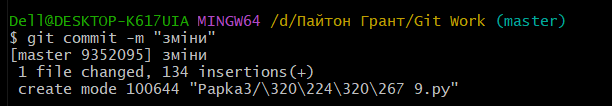 Dell@DESKTOP-K617UIA MINGW64 /d/Пайтон Грант/Git Work (master)
$ git commit -m "зміни"
[master 9352095] зміни
 1 file changed, 134 insertions(+)
 create mode 100644 "Papka3/\320\224\320\267 9.py"